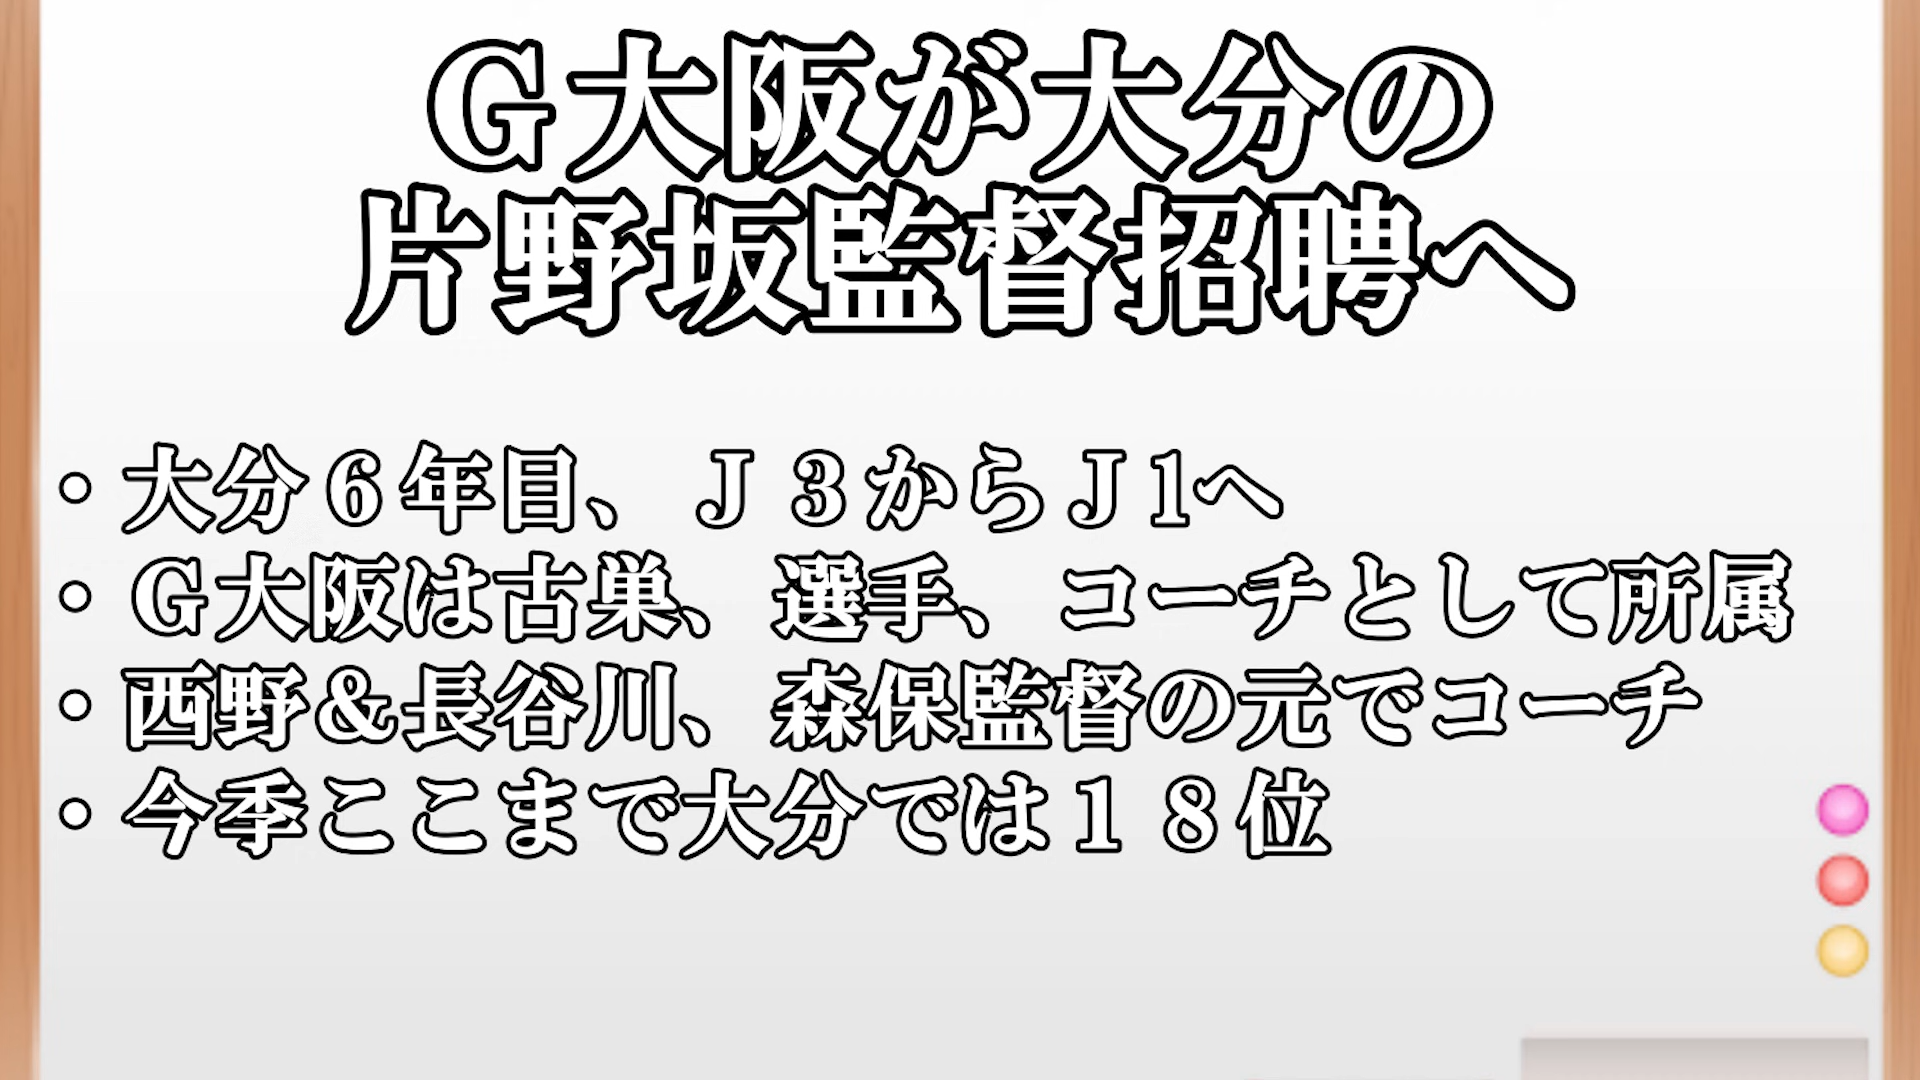 G大阪が大分の
片野坂監督招聘へ
・大分６年目、Ｊ３からＪ1へ
・G大阪は古巣、選手、コーチとして所属
・西野＆長谷川、森保監督の元でコーチ
・今季ここまで大分では１８位